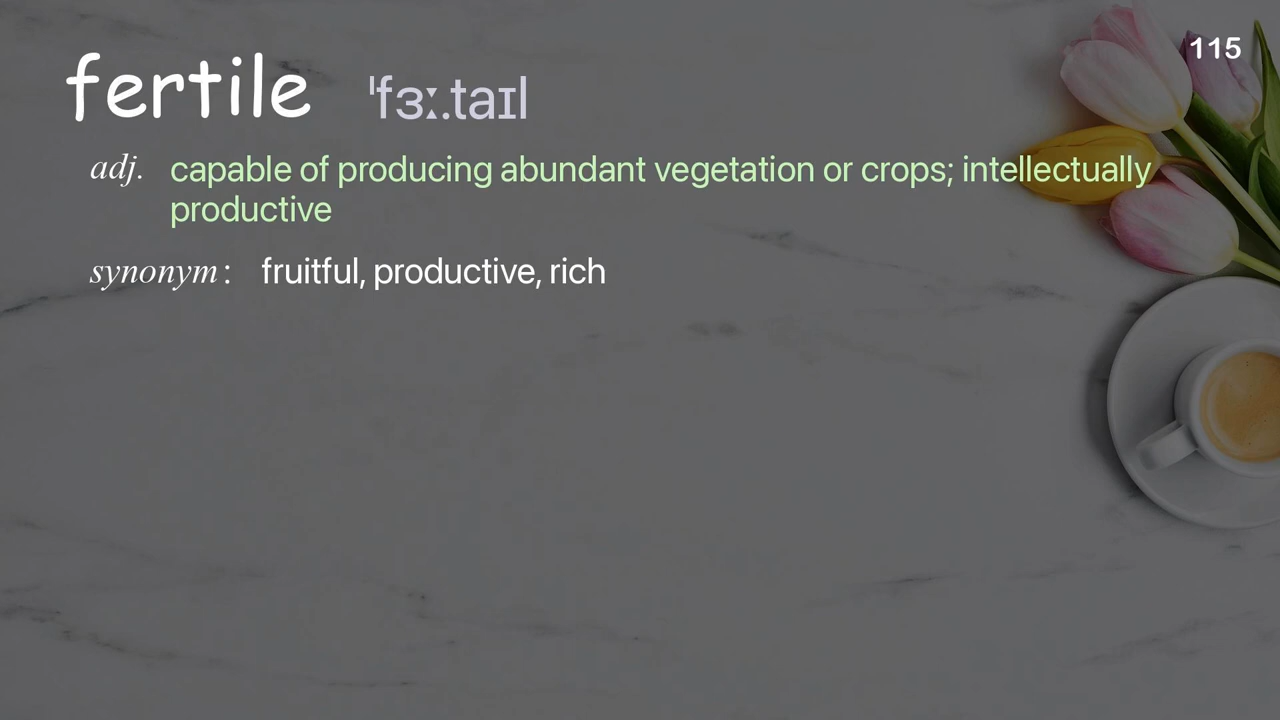 115
fertile ˈfɜː.taɪl
adj. capable of producing abundant vegetation or crops; intellectually
productive
synonym: fruitful, productive, rich